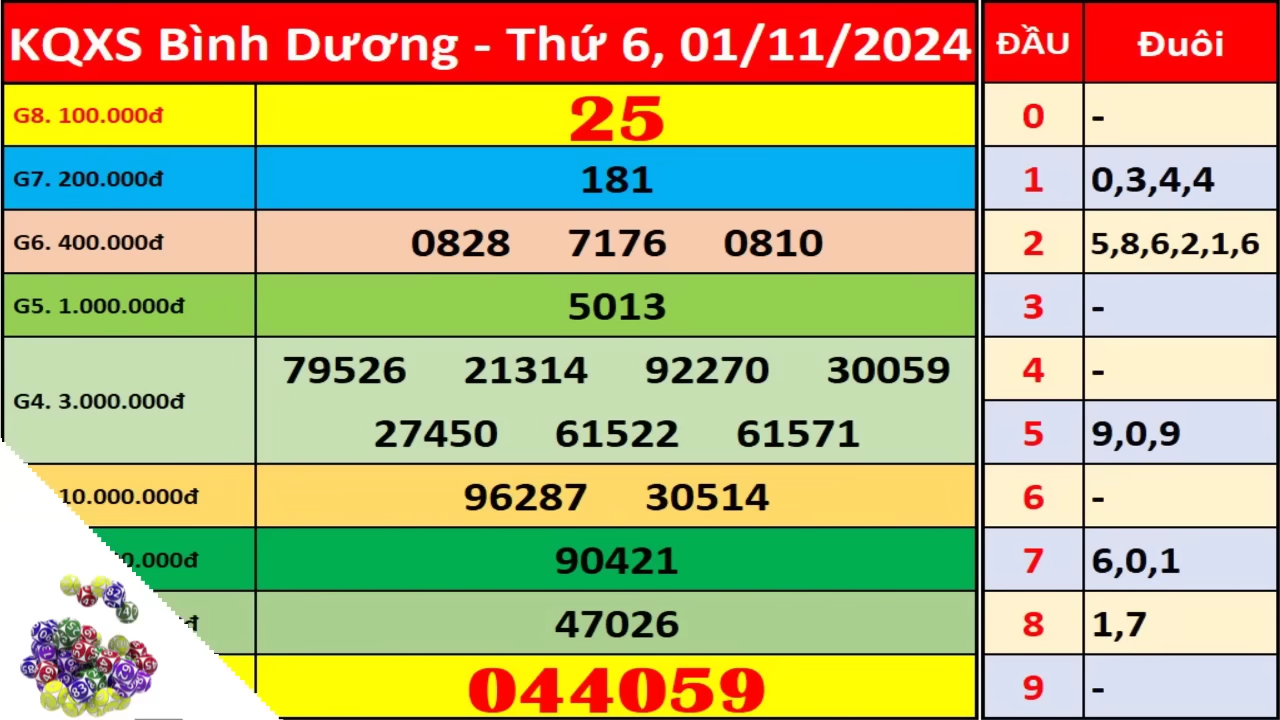 KQXS Bình Dương - Thứ 6, 01/11/2024 ĐẦU Đuôi
G8. 100.000đ 25 0 -
G7. 200.000đ 181 1 0,3,4,4
G6. 400.000đ 0828 7176 0810 2 5,8,6,2,1,6
G5. 1.000.000đ 5013 3 -
79526 21314 92270 30059 4 -
G4. 3.000.000đ
27450 61522 61571 5 9,0,9
10.000.000đ 96287 30514 6 -
0.000đ 90421 7 6,0,1
đ 47026 8 1,7
044059 9 -